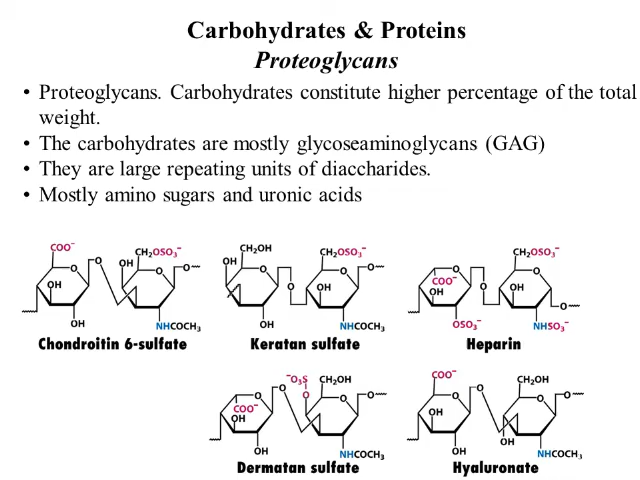 Carbohydrates & Proteins
Proteoglycans
• Proteoglycans. Carbohydrates constitute higher percentage of the total
weight.
• The carbohydrates are mostly glycoseaminoglycans (GAG)
• They are large repeating units of diaccharides.
• Mostly amino sugars and uronic acids
COO⁻ O O CH₂OSO₃⁻ OH O O OH OH NHCOCH₃
CH₂OH OH O O CH₂OSO₃⁻ O O OH OH NHCOCH₃
O COO⁻ OH O CH₂OSO₃⁻ O OH O OSO₃⁻ NHSO₃⁻
Chondroitin 6-sulfate Keratan sulfate Heparin
O COO⁻ OH O ⁻O₃S O CH₂OH O O OH NHCOCH₃
COO⁻ O O CH₂OH O O OH OH OH NHCOCH₃
Dermatan sulfate Hyaluronate